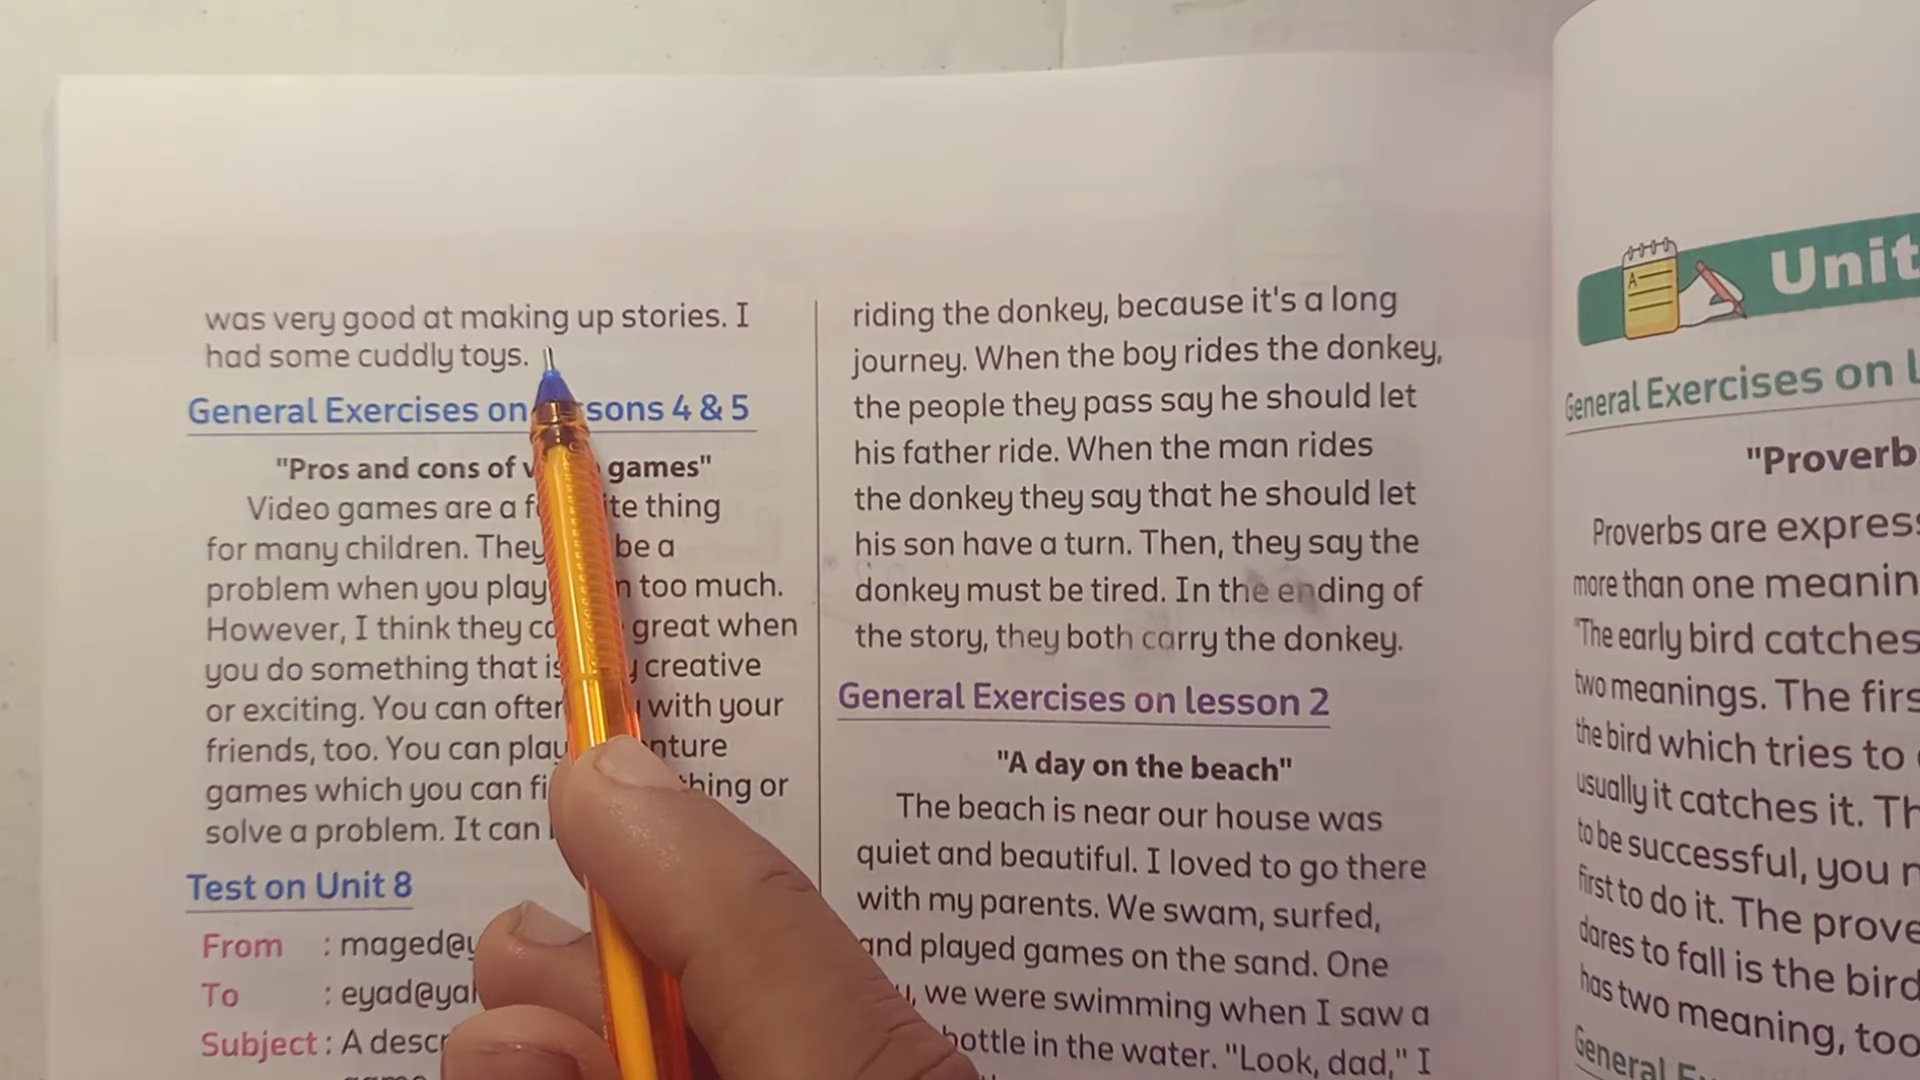 was very good at making up stories. I
had some cuddly toys.
General Exercises on sons 4 & 5
"Pros and cons of games"
Video games are a thing
for many children. They be a
problem when you play too much.
However, I think they great when
you do something that creative
or exciting. You can often with your
friends, too. You can play
games which you can or
solve a problem. It can
Test on Unit 8
From :
To :
Subject : A
riding the donkey, because it's a long
journey. When the boy rides the donkey,
the people they pass say he should let
his father ride. When the man rides
the donkey they say that he should let
his son have a turn. Then, they say the
donkey must be tired. In the ending of
the story, they both carry the donkey.
General Exercises on lesson 2
"A day on the beach"
The beach is near our house was
quiet and beautiful. I loved to go there
with my parents. We swam, surfed,
and played games on the sand. One
we were swimming when I saw a
bottle in the water. "Look, dad," I
Unit
General Exercises on
"Proverb
Proverbs are express
more than one meanin
"The early bird catches
two meanings. The firs
the bird which tries to
usually it catches it. Th
to be successful, you
first to do it. The prove
dares to fall is the bird
has two meaning, too
General